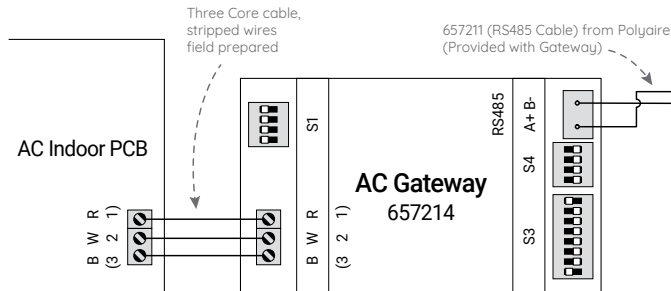 Three Core cable,
stripped wires
field prepared
657211 (RS485 Cable) from Polyaire
(Provided with Gateway)
AC Indoor PCB
R 1)
W 2
B (3
S1
R 1)
W 2
B (3
AC Gateway
657214
RS485
A+ B-
S4
S3